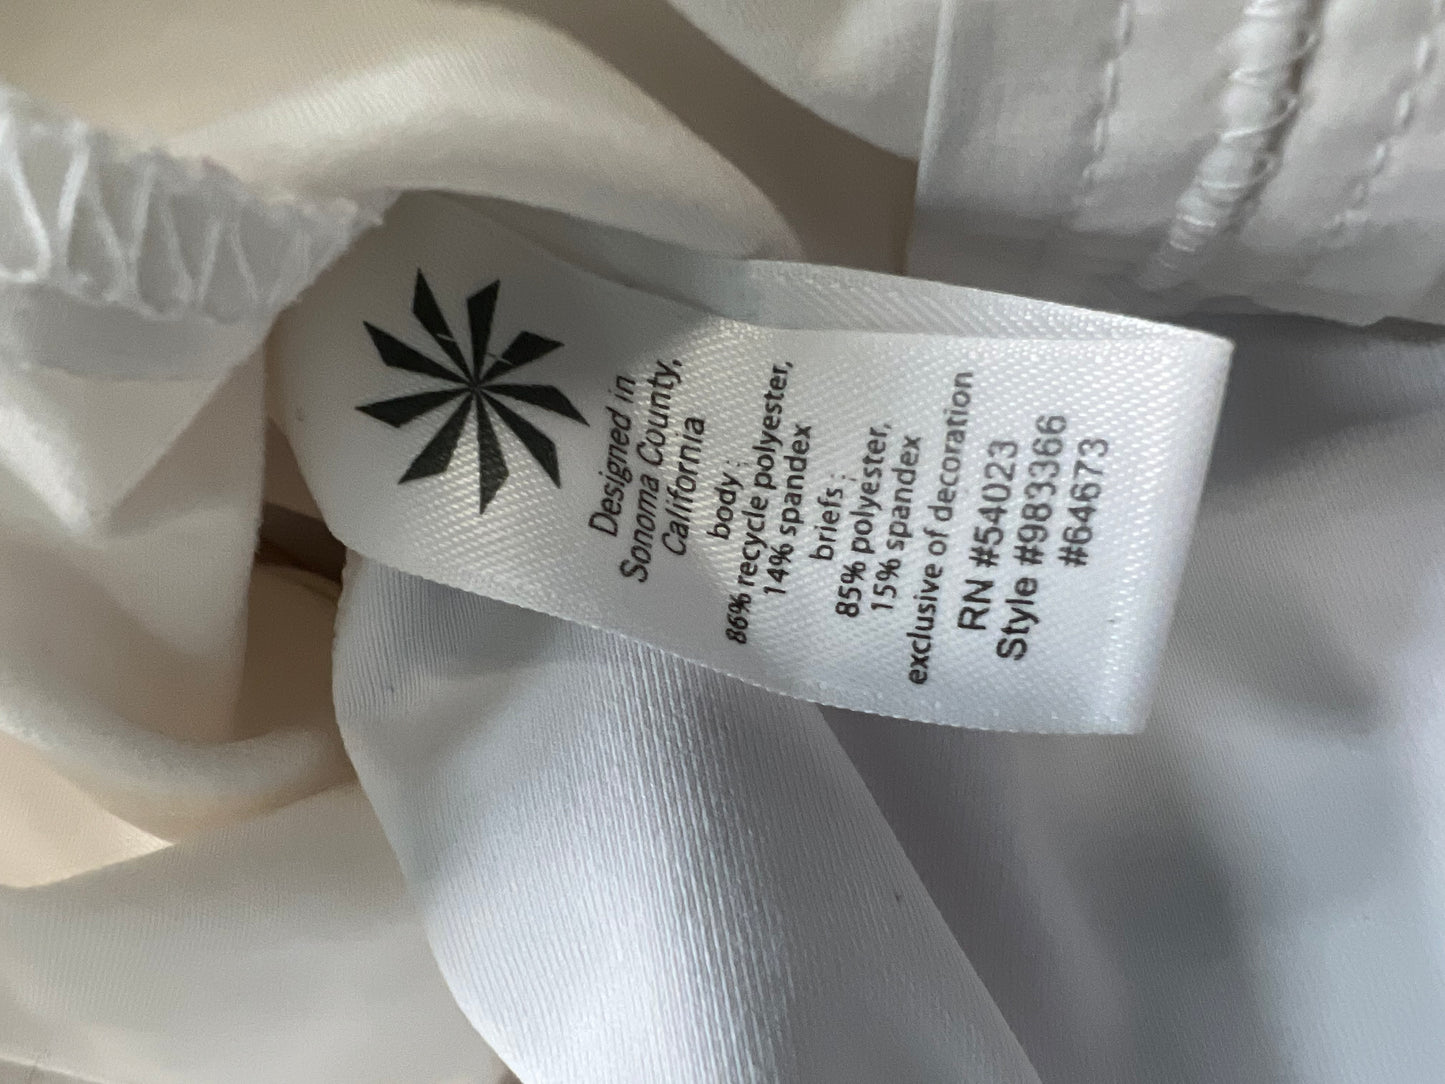 Designed in
Sonoma County,
California
body:
86% recycle polyester,
14% spandex
briefs:
85% polyester,
15% spandex
exclusive of decoration
RN #54023
Style #983366
#64673